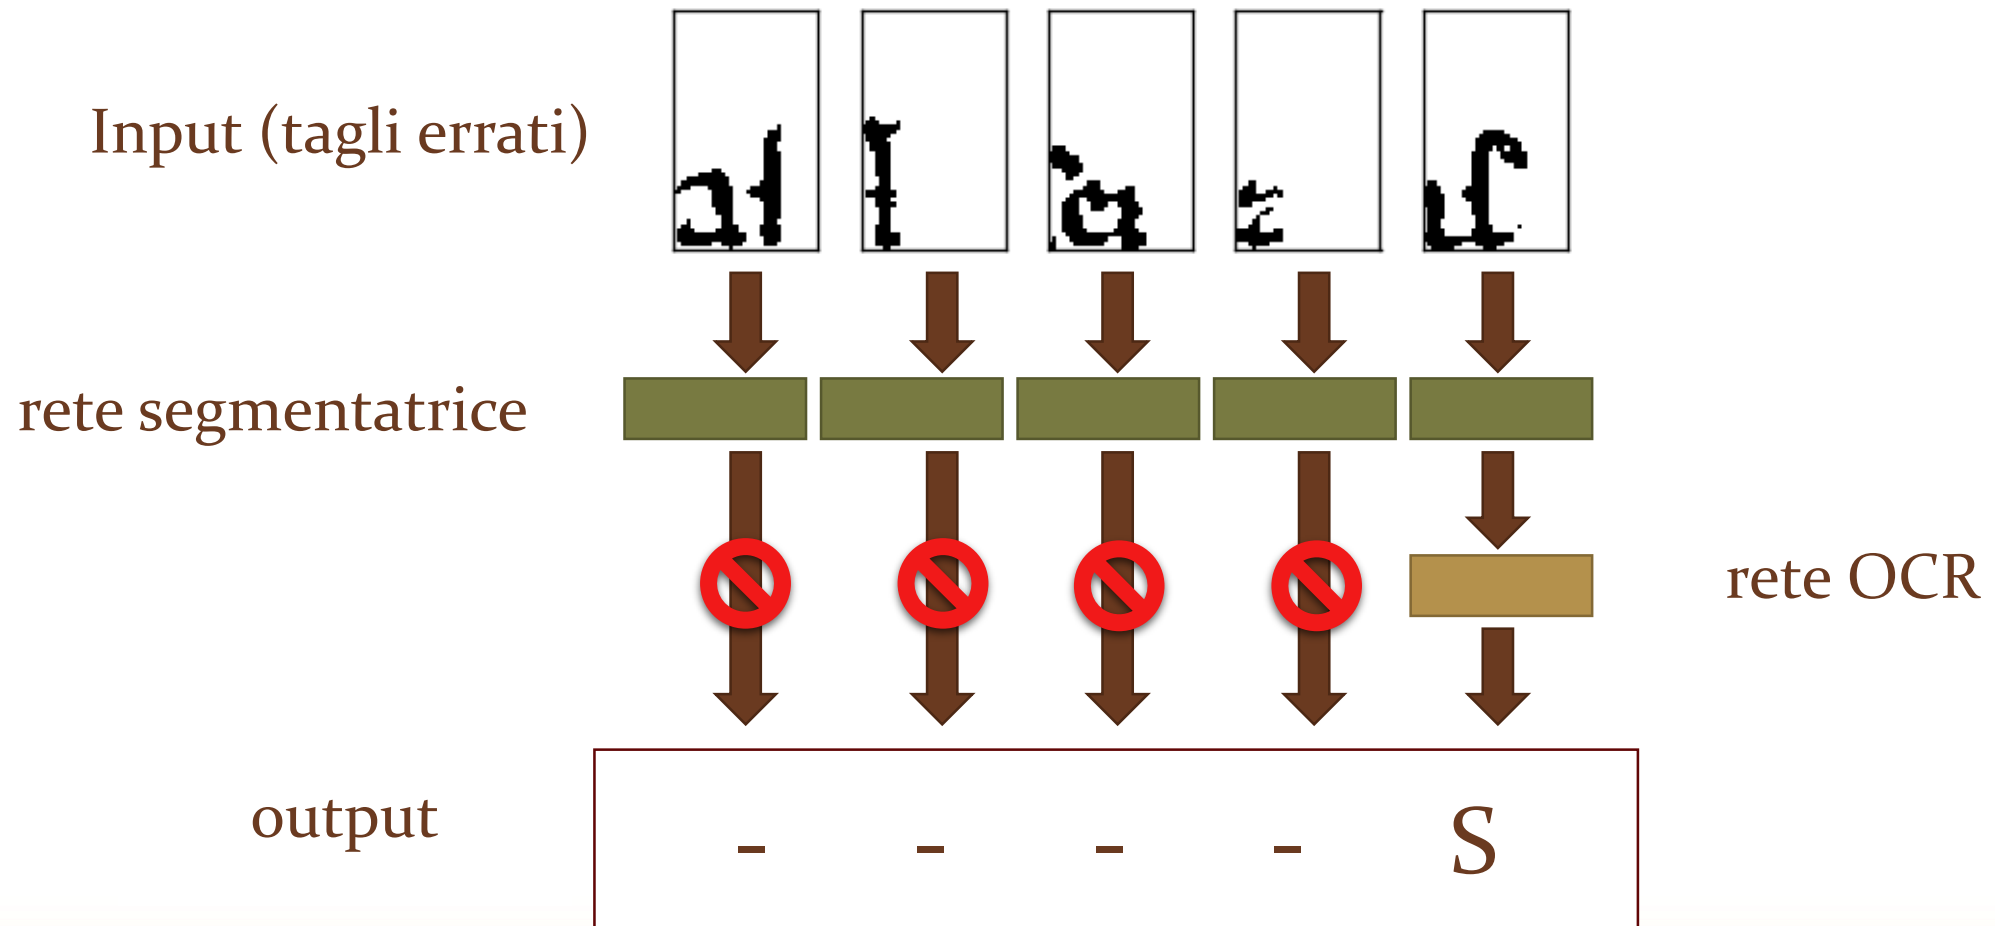 Input (tagli errati)
rete segmentatrice
rete OCR
output
- - - - S